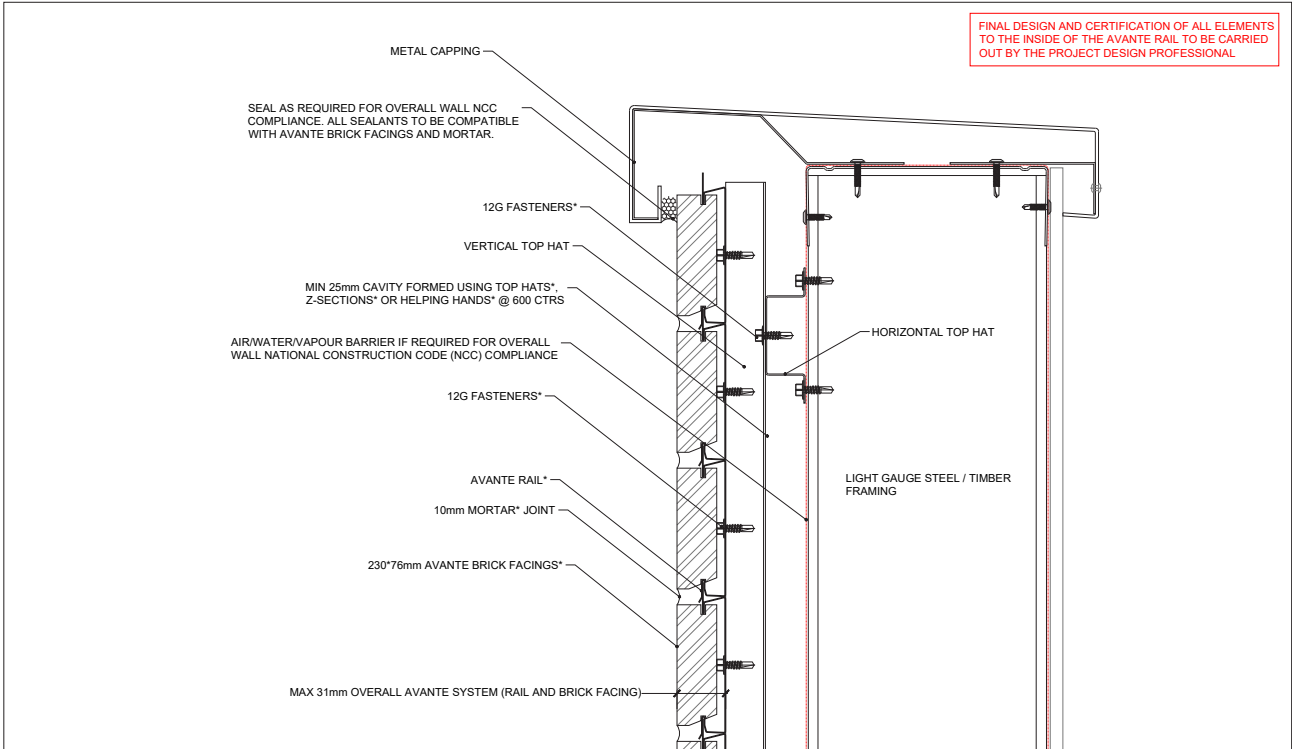 FINAL DESIGN AND CERTIFICATION OF ALL ELEMENTS
TO THE INSIDE OF THE AVANTE RAIL TO BE CARRIED
OUT BY THE PROJECT DESIGN PROFESSIONAL
METAL CAPPING
SEAL AS REQUIRED FOR OVERALL WALL NCC
COMPLIANCE. ALL SEALANTS TO BE COMPATIBLE
WITH AVANTE BRICK FACINGS AND MORTAR.
12G FASTENERS*
VERTICAL TOP HAT
MIN 25mm CAVITY FORMED USING TOP HATS*,
Z-SECTIONS* OR HELPING HANDS* @ 600 CTRS
HORIZONTAL TOP HAT
AIR/WATER/VAPOUR BARRIER IF REQUIRED FOR OVERALL
WALL NATIONAL CONSTRUCTION CODE (NCC) COMPLIANCE
12G FASTENERS*
LIGHT GAUGE STEEL / TIMBER
FRAMING
AVANTE RAIL*
10mm MORTAR* JOINT
230*76mm AVANTE BRICK FACINGS*
MAX 31mm OVERALL AVANTE SYSTEM (RAIL AND BRICK FACING)